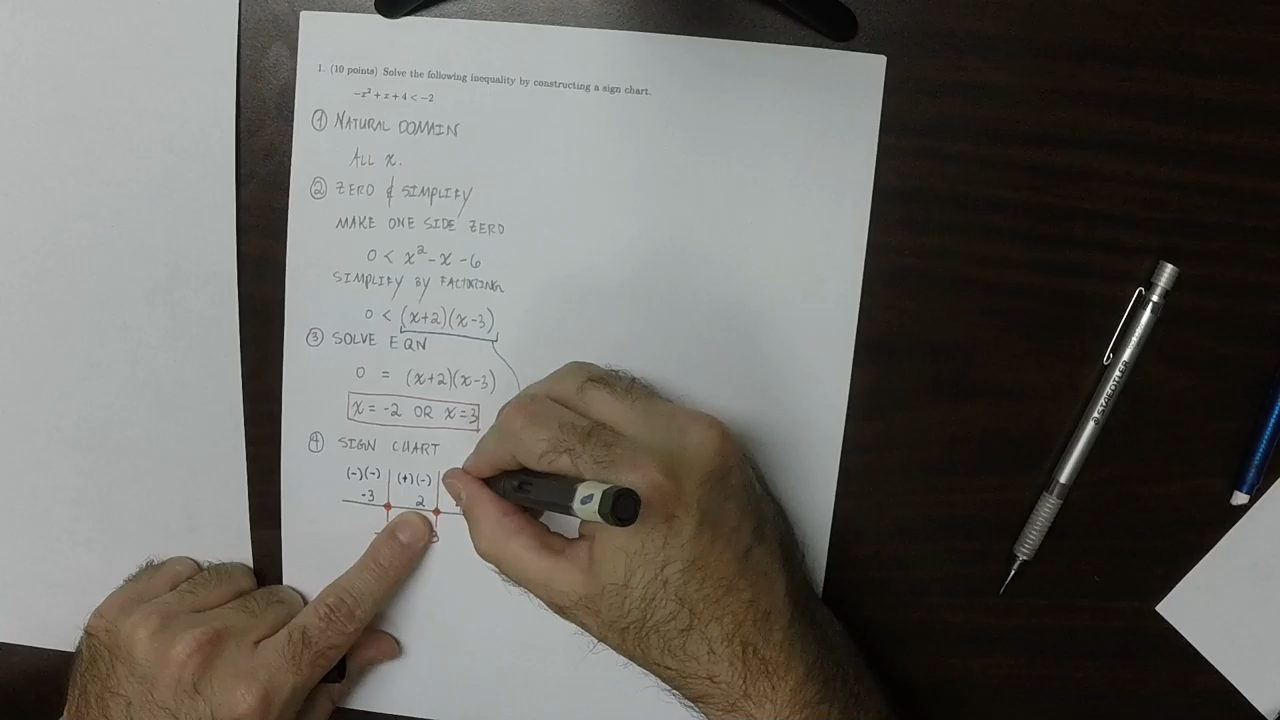 1. (10 points) Solve the following inequality by constructing a sign chart.
-x² + x + 4 < -2
① NATURAL DOMAIN
ALL x.
② ZERO & SIMPLIFY
MAKE ONE SIDE ZERO
0 < x² - x - 6
SIMPLIFY BY FACTORING
0 < (x+2)(x-3)
③ SOLVE EQN
0 = (x+2)(x-3)
x = -2 OR x = 3
④ SIGN CHART
(-)(-) (+)(-)
-3 2
3
STAEDTLER